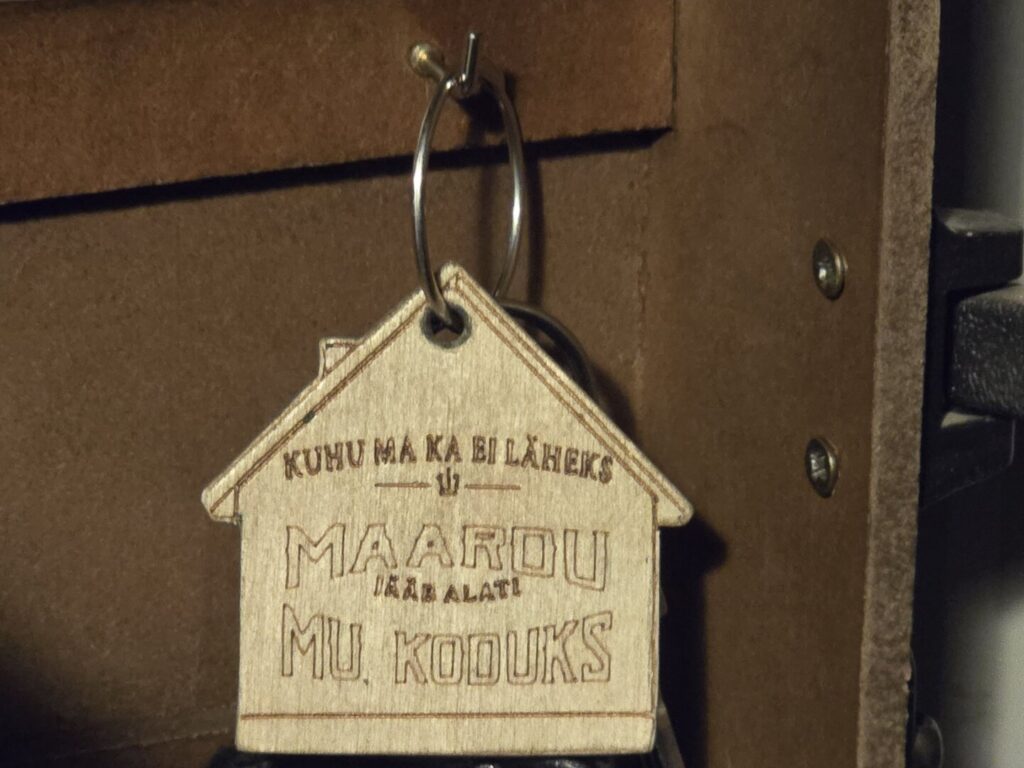 KUHU MA KA EI LÄHEKS
MAARDU
JÄÄB ALATI
MU KODUKS